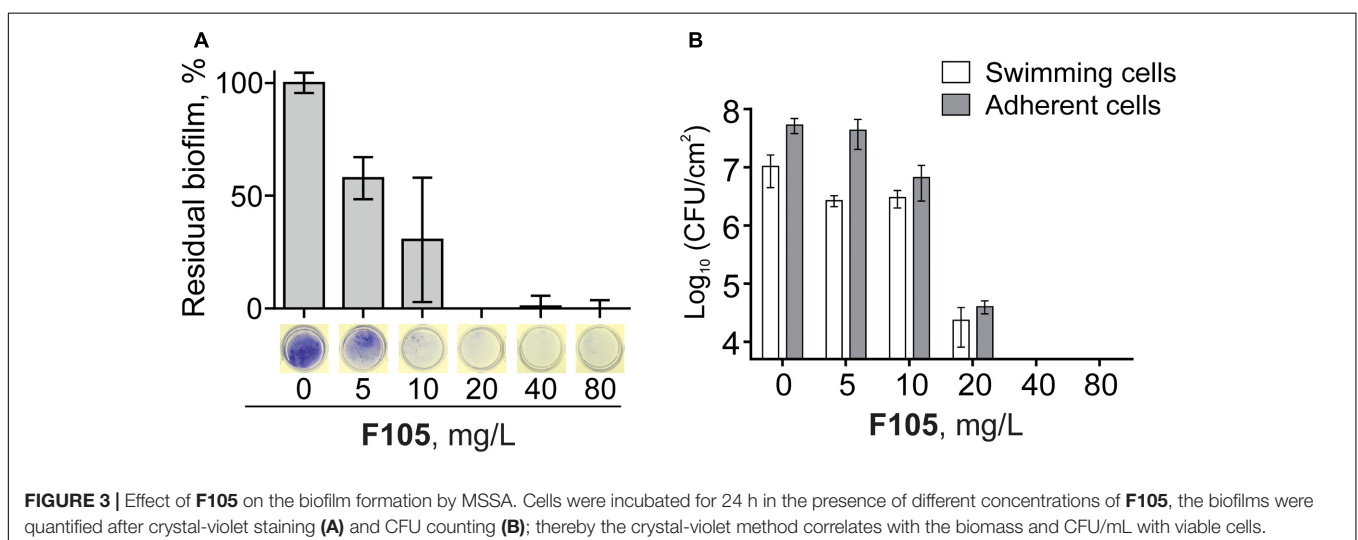 A
Residual biofilm, %
100
50
0
0 5 10 20 40 80
F105, mg/L
B
Swimming cells
Adherent cells
Log₁₀ (CFU/cm²)
8
7
6
5
4
0 5 10 20 40 80
F105, mg/L
FIGURE 3 | Effect of F105 on the biofilm formation by MSSA. Cells were incubated for 24 h in the presence of different concentrations of F105, the biofilms were
quantified after crystal-violet staining (A) and CFU counting (B); thereby the crystal-violet method correlates with the biomass and CFU/mL with viable cells.